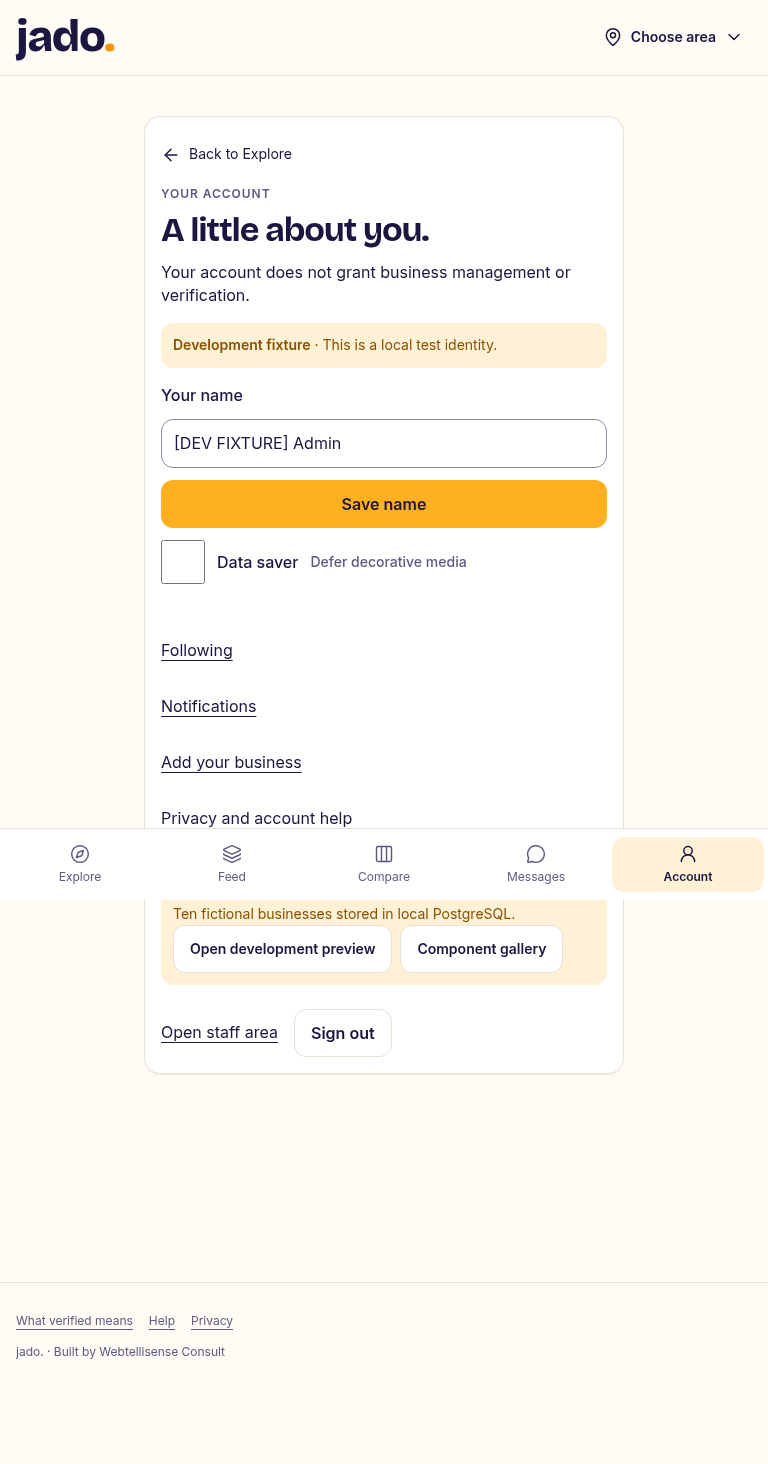 jado.
Choose area
Back to Explore
YOUR ACCOUNT
A little about you.
Your account does not grant business management or
verification.
Development fixture · This is a local test identity.
Your name
[DEV FIXTURE] Admin
Save name
Data saver Defer decorative media
Following
Notifications
Add your business
Privacy and account help
Explore Feed Compare Messages Account
Ten fictional businesses stored in local PostgreSQL.
Open development preview Component gallery
Open staff area Sign out
What verified means Help Privacy
jado. · Built by Webtellisense Consult